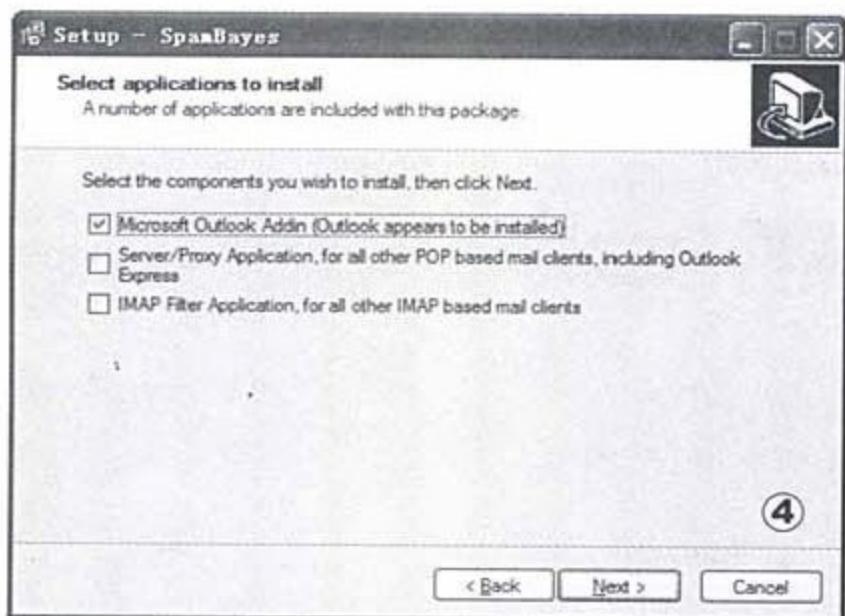 Setup - SpamBayes
Select applications to install
A number of applications are included with this package.
Select the components you wish to install, then click Next.
Microsoft Outlook Addin (Outlook appears to be installed)
Server/Proxy Application, for all other POP based mail clients, including Outlook
Express
IMAP Filter Application, for all other IMAP based mail clients
④
< Back Next > Cancel